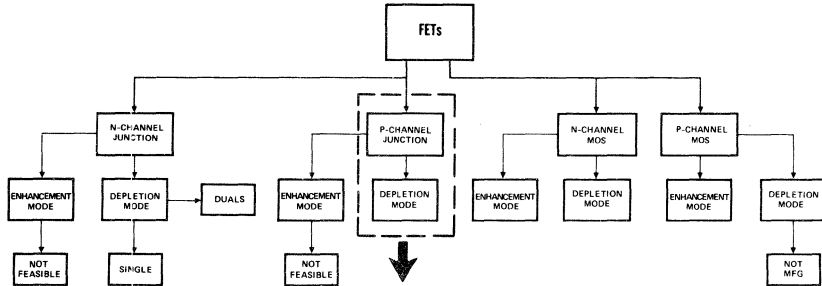 FETs
N-CHANNEL
JUNCTION
P-CHANNEL
JUNCTION
N-CHANNEL
MOS
P-CHANNEL
MOS
ENHANCEMENT
MODE
DEPLETION
MODE
DUALS
ENHANCEMENT
MODE
DEPLETION
MODE
ENHANCEMENT
MODE
DEPLETION
MODE
ENHANCEMENT
MODE
DEPLETION
MODE
NOT
FEASIBLE
SINGLE
NOT
FEASIBLE
NOT
MFG